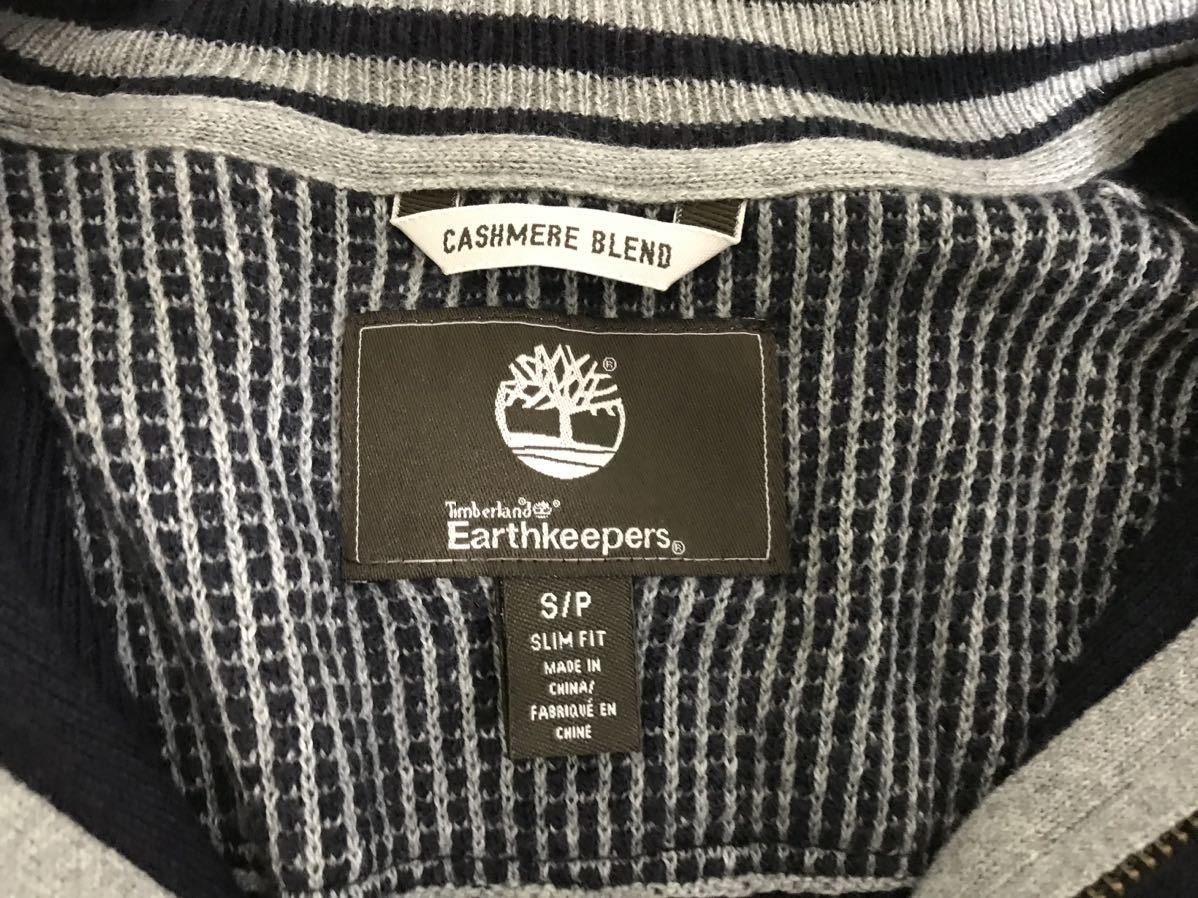 CASHMERE BLEND
®
Timberland® ®
Earthkeepers®
S/P
SLIM FIT
MADE IN
CHINA/
FABRIQUÉ EN
CHINE